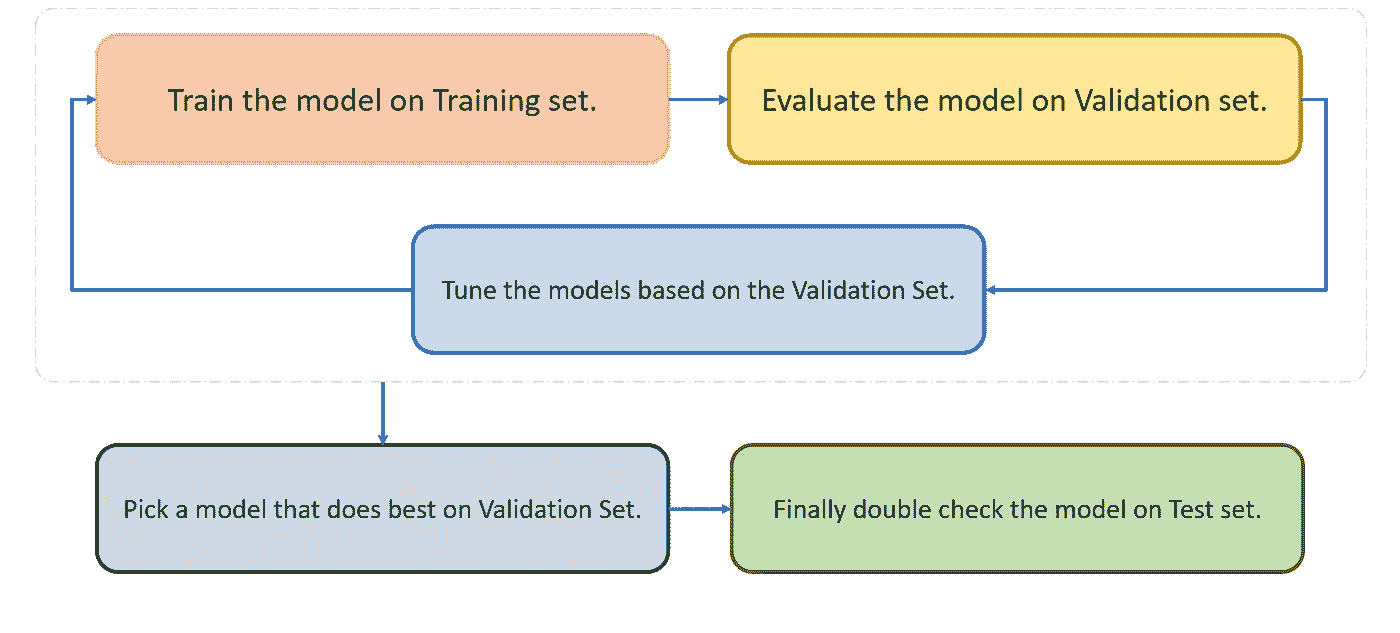 Train the model on Training set.
Evaluate the model on Validation set.
Tune the models based on the Validation Set.
Pick a model that does best on Validation Set.
Finally double check the model on Test set.